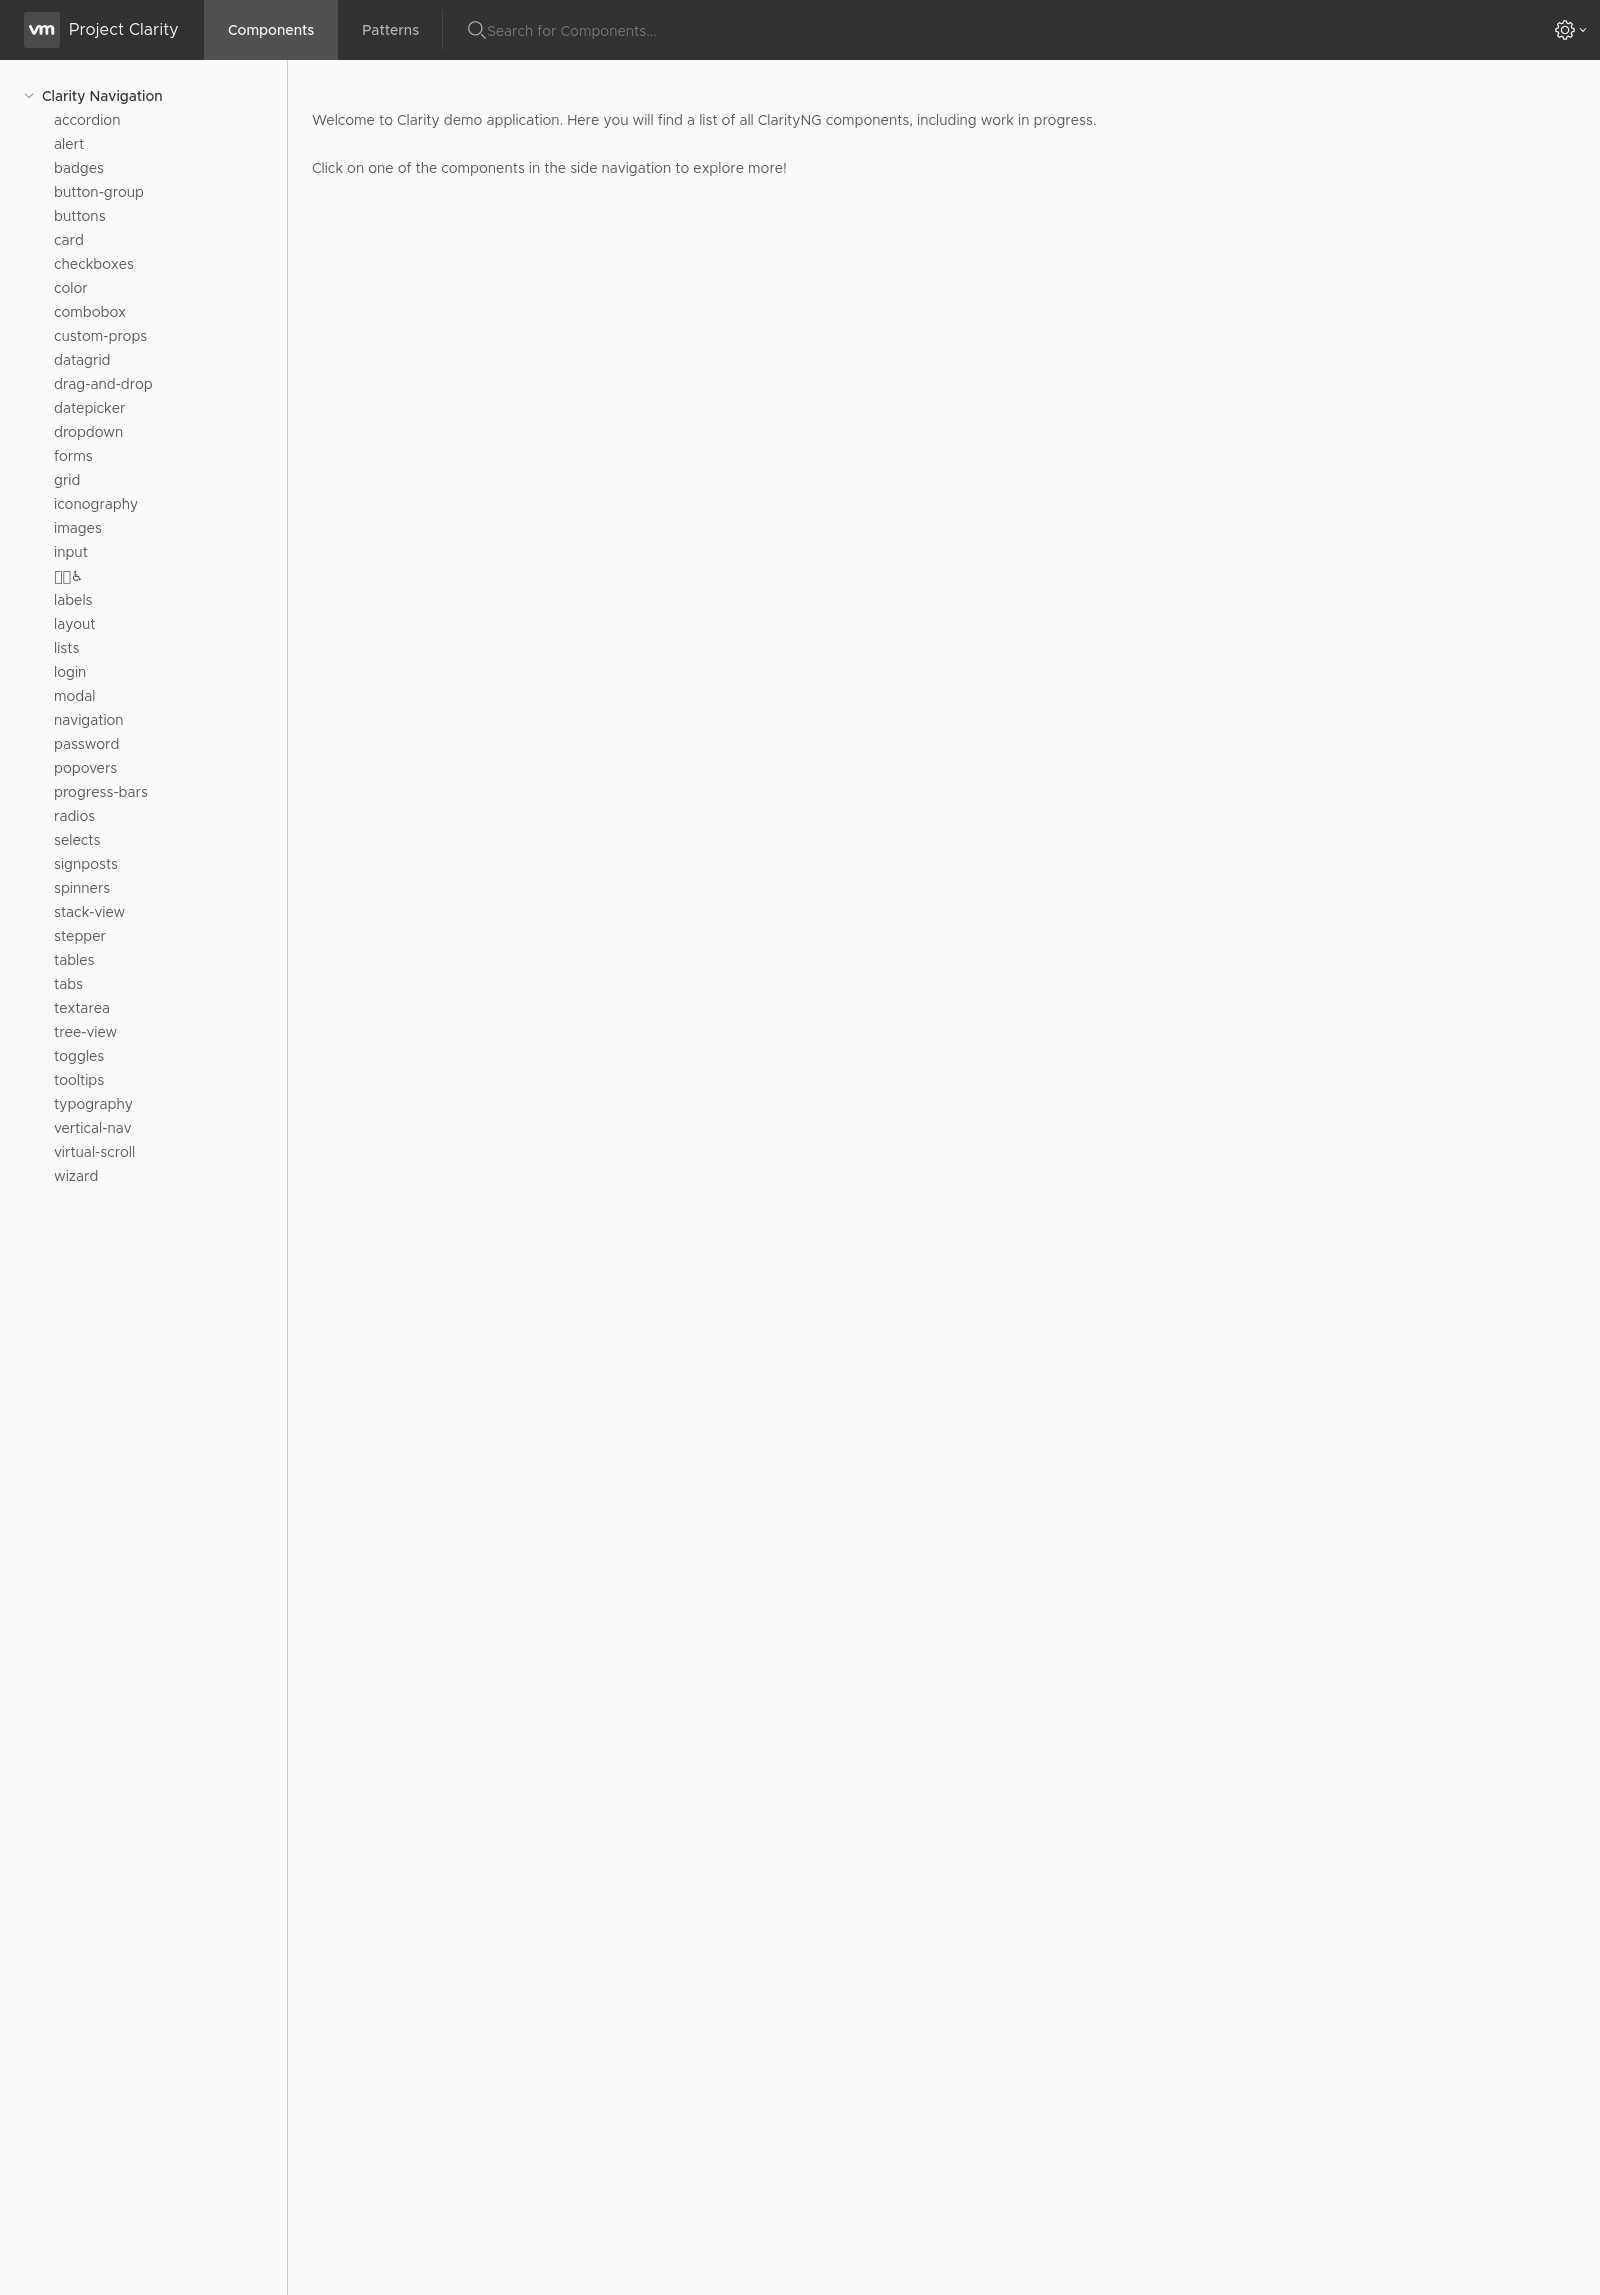 vm Project Clarity Components Patterns Search for Components...
Clarity Navigation
accordion
alert
badges
button-group
buttons
card
checkboxes
color
combobox
custom-props
datagrid
drag-and-drop
datepicker
dropdown
forms
grid
iconography
images
input
♿
labels
layout
lists
login
modal
navigation
password
popovers
progress-bars
radios
selects
signposts
spinners
stack-view
stepper
tables
tabs
textarea
tree-view
toggles
tooltips
typography
vertical-nav
virtual-scroll
wizard
Welcome to Clarity demo application. Here you will find a list of all ClarityNG components, including work in progress.
Click on one of the components in the side navigation to explore more!